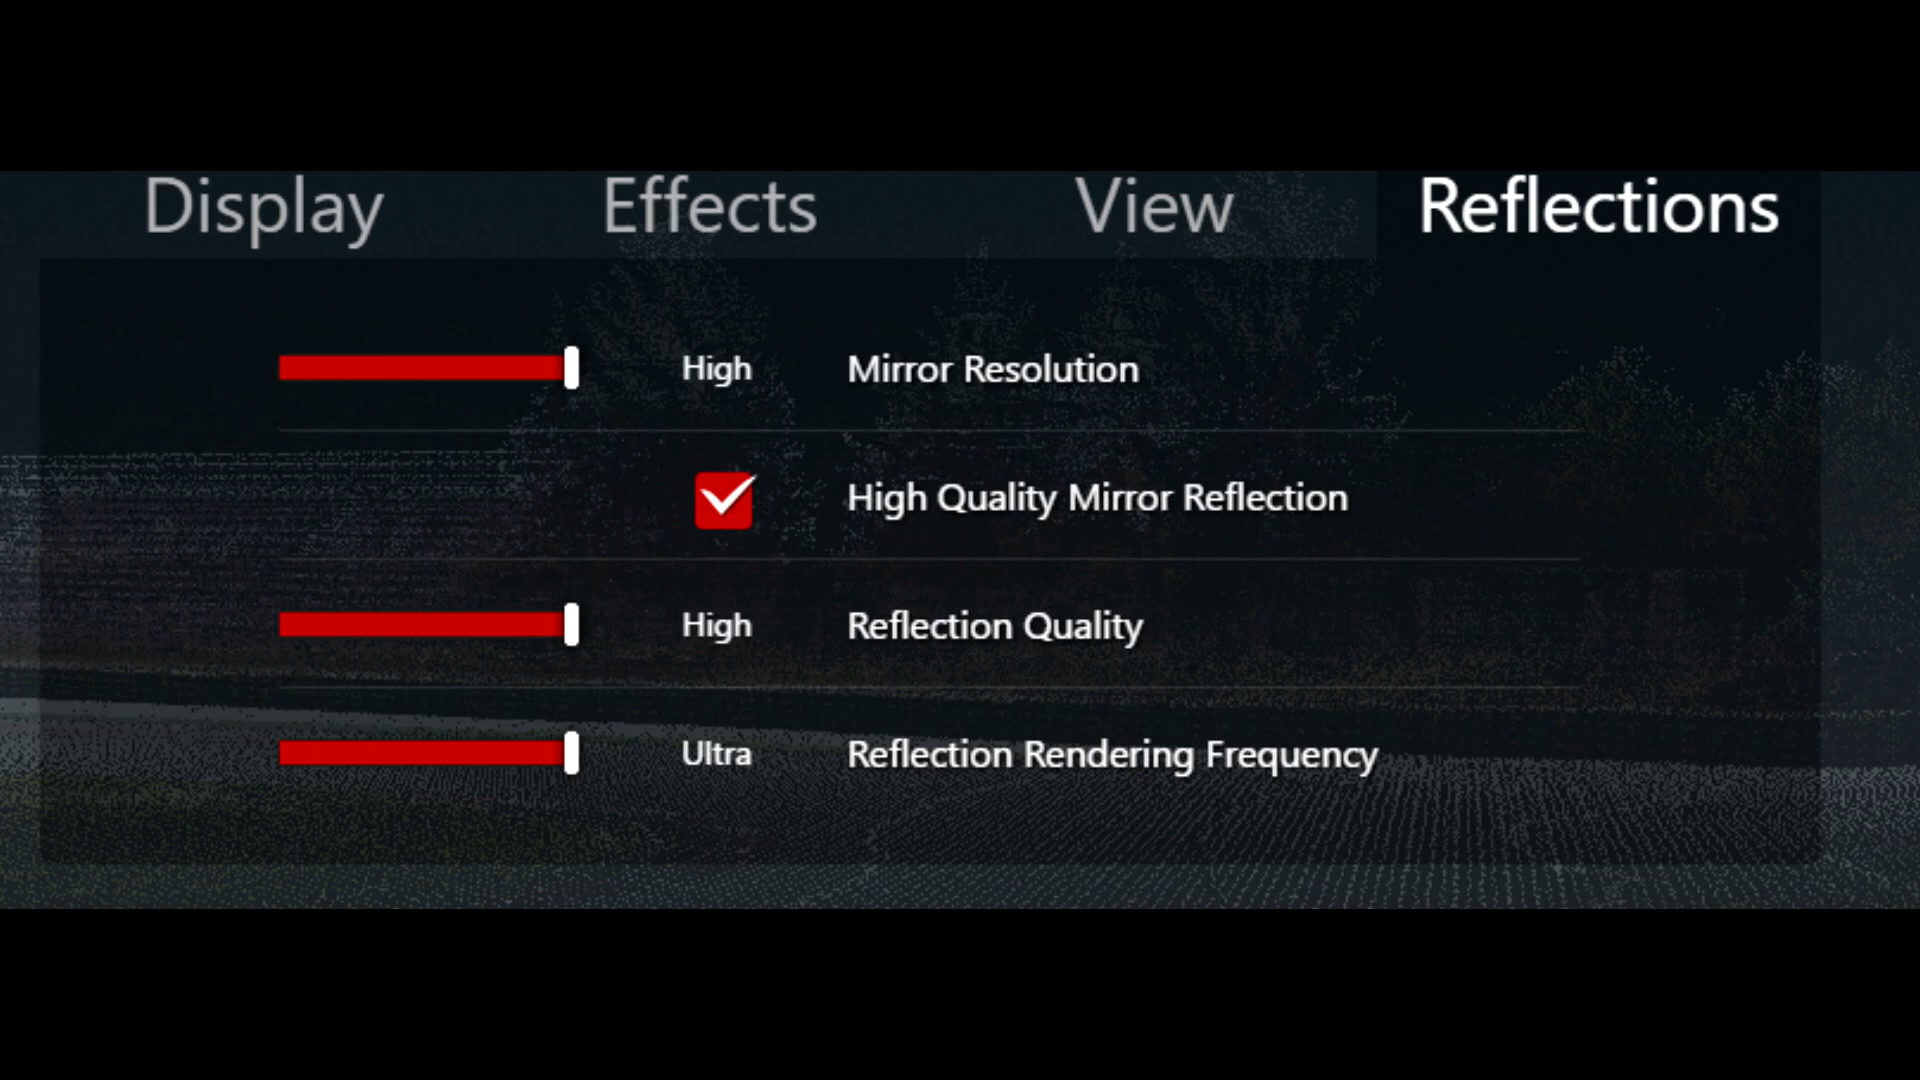 Display Effects View Reflections
High Mirror Resolution
High Quality Mirror Reflection
High Reflection Quality
Ultra Reflection Rendering Frequency